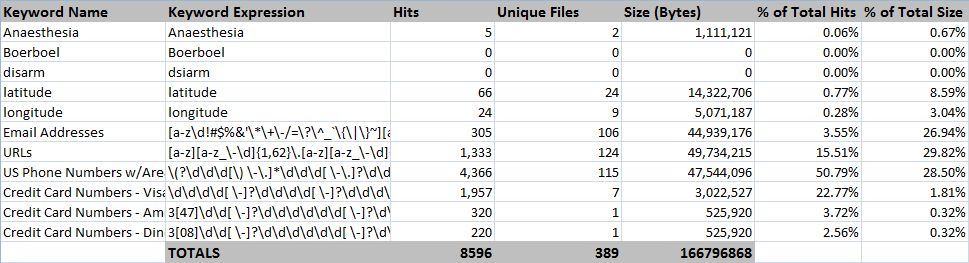 Keyword Name Keyword Expression Hits Unique Files Size (Bytes) % of Total Hits % of Total Size
Anaesthesia Anaesthesia 5 2 1,111,121 0.06% 0.67%
Boerboel Boerboel 0 0 0 0.00% 0.00%
disarm dsiarm 0 0 0 0.00% 0.00%
latitude latitude 66 24 14,322,706 0.77% 8.59%
longitude longitude 24 9 5,071,187 0.28% 3.04%
Email Addresses [a-z\d!#$%&'\*\+\-/=\?\^_`\{\|\}~][a 305 106 44,939,176 3.55% 26.94%
URLs [a-z][a-z_\-\d]{1,62}\.[a-z][a-z_\-\d] 1,333 124 49,734,215 15.51% 29.82%
US Phone Numbers w/Are \(?\d\d\d[\) \-\.]*\d\d\d[ \-\.]?\d\d 4,366 115 47,544,096 50.79% 28.50%
Credit Card Numbers - Visa \d\d\d\d[ \-]?\d\d\d\d[ \-]?\d\d\d\d 1,957 7 3,022,527 22.77% 1.81%
Credit Card Numbers - Am 3[47]\d\d[ \-]?\d\d\d\d\d\d[ \-]?\d\d 320 1 525,920 3.72% 0.32%
Credit Card Numbers - Din 3[08]\d\d[ \-]?\d\d\d\d\d\d[ \-]?\d\d 220 1 525,920 2.56% 0.32%
TOTALS 8596 389 166796868